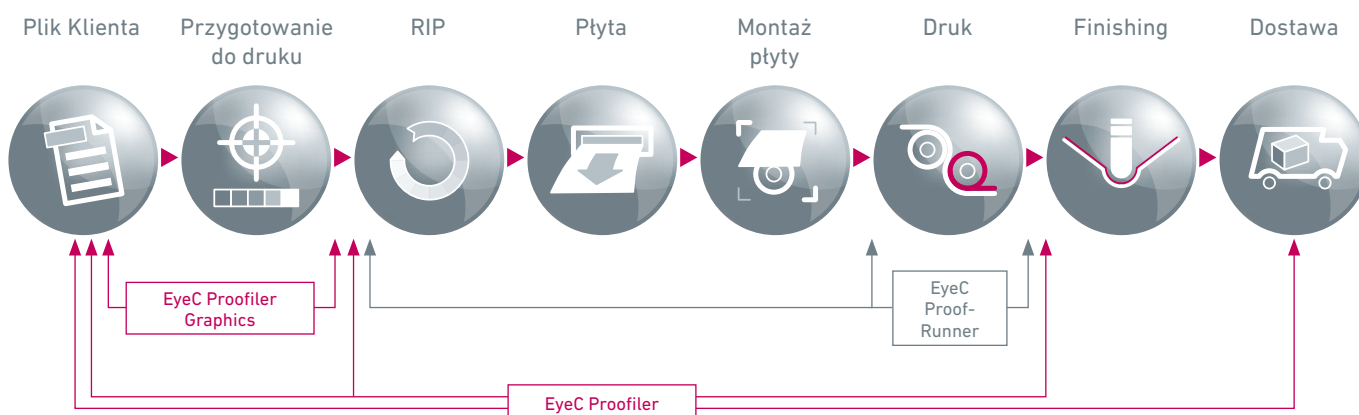 Plik Klienta
Przygotowanie
do druku
RIP
Płyta
Montaż
płyty
Druk
Finishing
Dostawa
EyeC Proofiler
Graphics
EyeC
Proof-
Runner
EyeC Proofiler